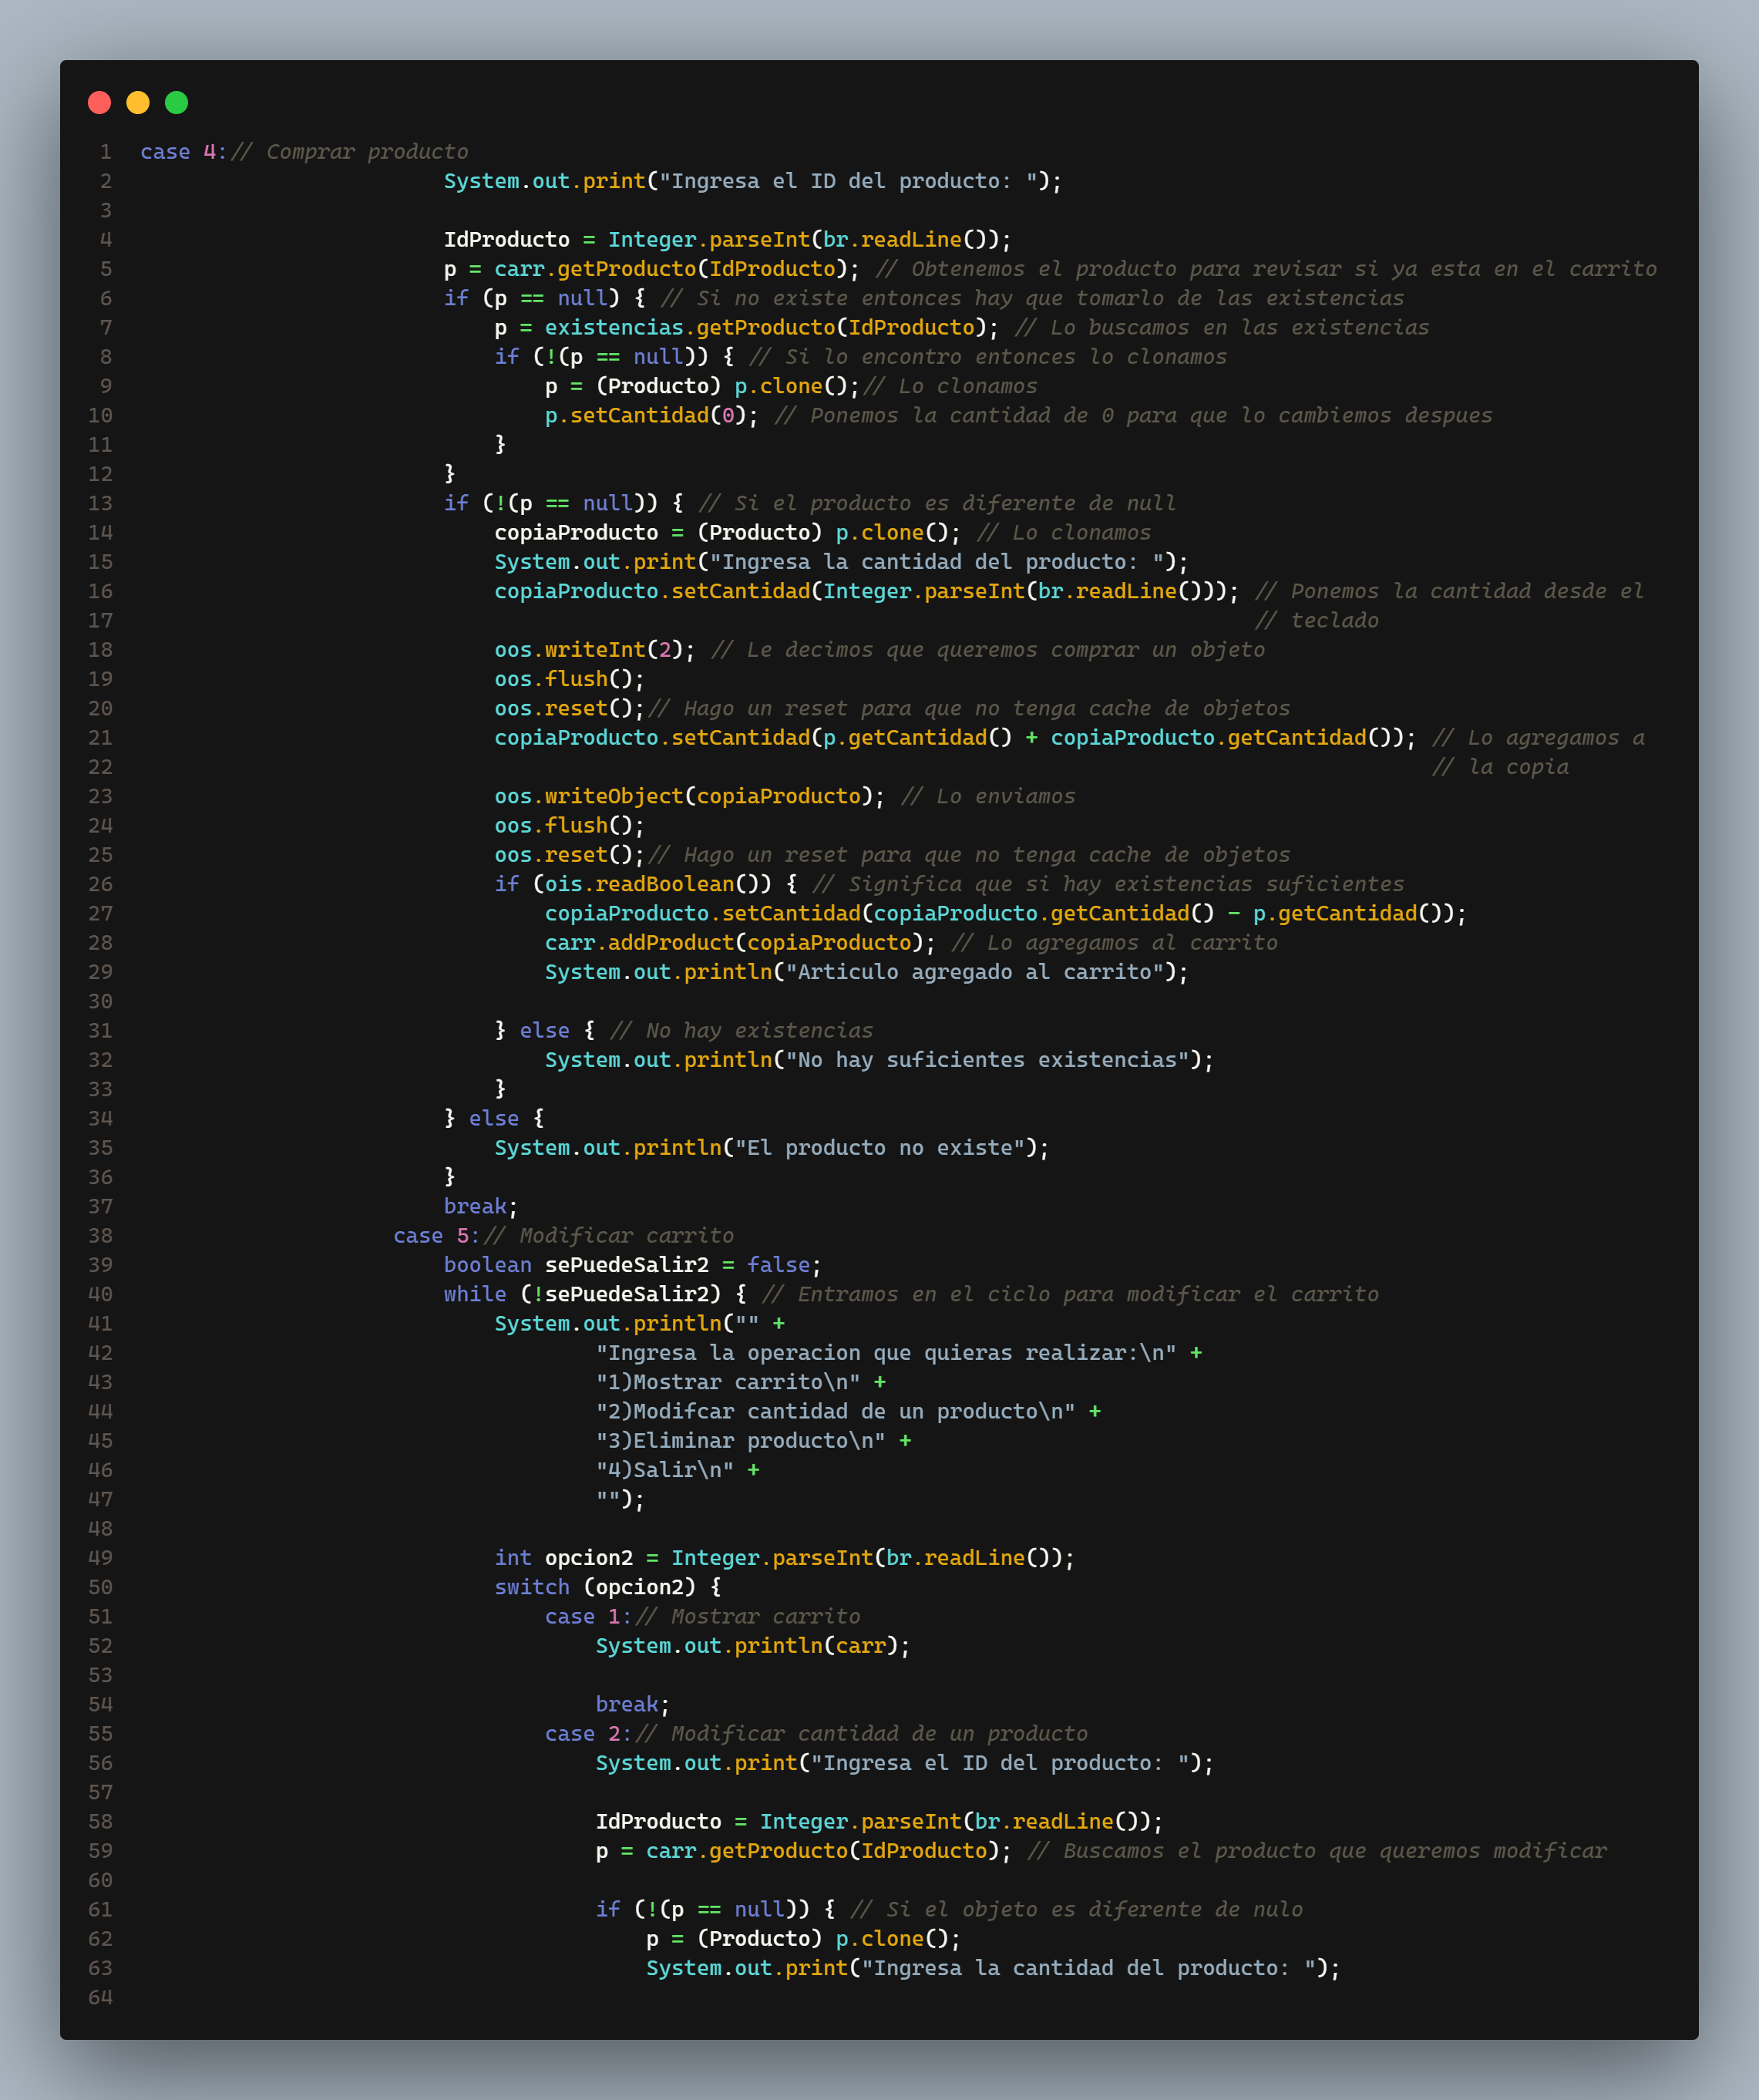 1 case 4:// Comprar producto
2 System.out.print("Ingresa el ID del producto: ");
3
4 IdProducto = Integer.parseInt(br.readLine());
5 p = carr.getProducto(IdProducto); // Obtenemos el producto para revisar si ya esta en el carrito
6 if (p == null) { // Si no existe entonces hay que tomarlo de las existencias
7 p = existencias.getProducto(IdProducto); // Lo buscamos en las existencias
8 if (!(p == null)) { // Si lo encontro entonces lo clonamos
9 p = (Producto) p.clone();// Lo clonamos
10 p.setCantidad(0); // Ponemos la cantidad de 0 para que lo cambiemos despues
11 }
12 }
13 if (!(p == null)) { // Si el producto es diferente de null
14 copiaProducto = (Producto) p.clone(); // Lo clonamos
15 System.out.print("Ingresa la cantidad del producto: ");
16 copiaProducto.setCantidad(Integer.parseInt(br.readLine())); // Ponemos la cantidad desde el
17 // teclado
18 oos.writeInt(2); // Le decimos que queremos comprar un objeto
19 oos.flush();
20 oos.reset();// Hago un reset para que no tenga cache de objetos
21 copiaProducto.setCantidad(p.getCantidad() + copiaProducto.getCantidad()); // Lo agregamos a
22 // la copia
23 oos.writeObject(copiaProducto); // Lo enviamos
24 oos.flush();
25 oos.reset();// Hago un reset para que no tenga cache de objetos
26 if (ois.readBoolean()) { // Significa que si hay existencias suficientes
27 copiaProducto.setCantidad(copiaProducto.getCantidad() - p.getCantidad());
28 carr.addProduct(copiaProducto); // Lo agregamos al carrito
29 System.out.println("Articulo agregado al carrito");
30
31 } else { // No hay existencias
32 System.out.println("No hay suficientes existencias");
33 }
34 } else {
35 System.out.println("El producto no existe");
36 }
37 break;
38 case 5:// Modificar carrito
39 boolean sePuedeSalir2 = false;
40 while (!sePuedeSalir2) { // Entramos en el ciclo para modificar el carrito
41 System.out.println("" +
42 "Ingresa la operacion que quieras realizar:\n" +
43 "1)Mostrar carrito\n" +
44 "2)Modifcar cantidad de un producto\n" +
45 "3)Eliminar producto\n" +
46 "4)Salir\n" +
47 "");
48
49 int opcion2 = Integer.parseInt(br.readLine());
50 switch (opcion2) {
51 case 1:// Mostrar carrito
52 System.out.println(carr);
53
54 break;
55 case 2:// Modificar cantidad de un producto
56 System.out.print("Ingresa el ID del producto: ");
57
58 IdProducto = Integer.parseInt(br.readLine());
59 p = carr.getProducto(IdProducto); // Buscamos el producto que queremos modificar
60
61 if (!(p == null)) { // Si el objeto es diferente de nulo
62 p = (Producto) p.clone();
63 System.out.print("Ingresa la cantidad del producto: ");
64